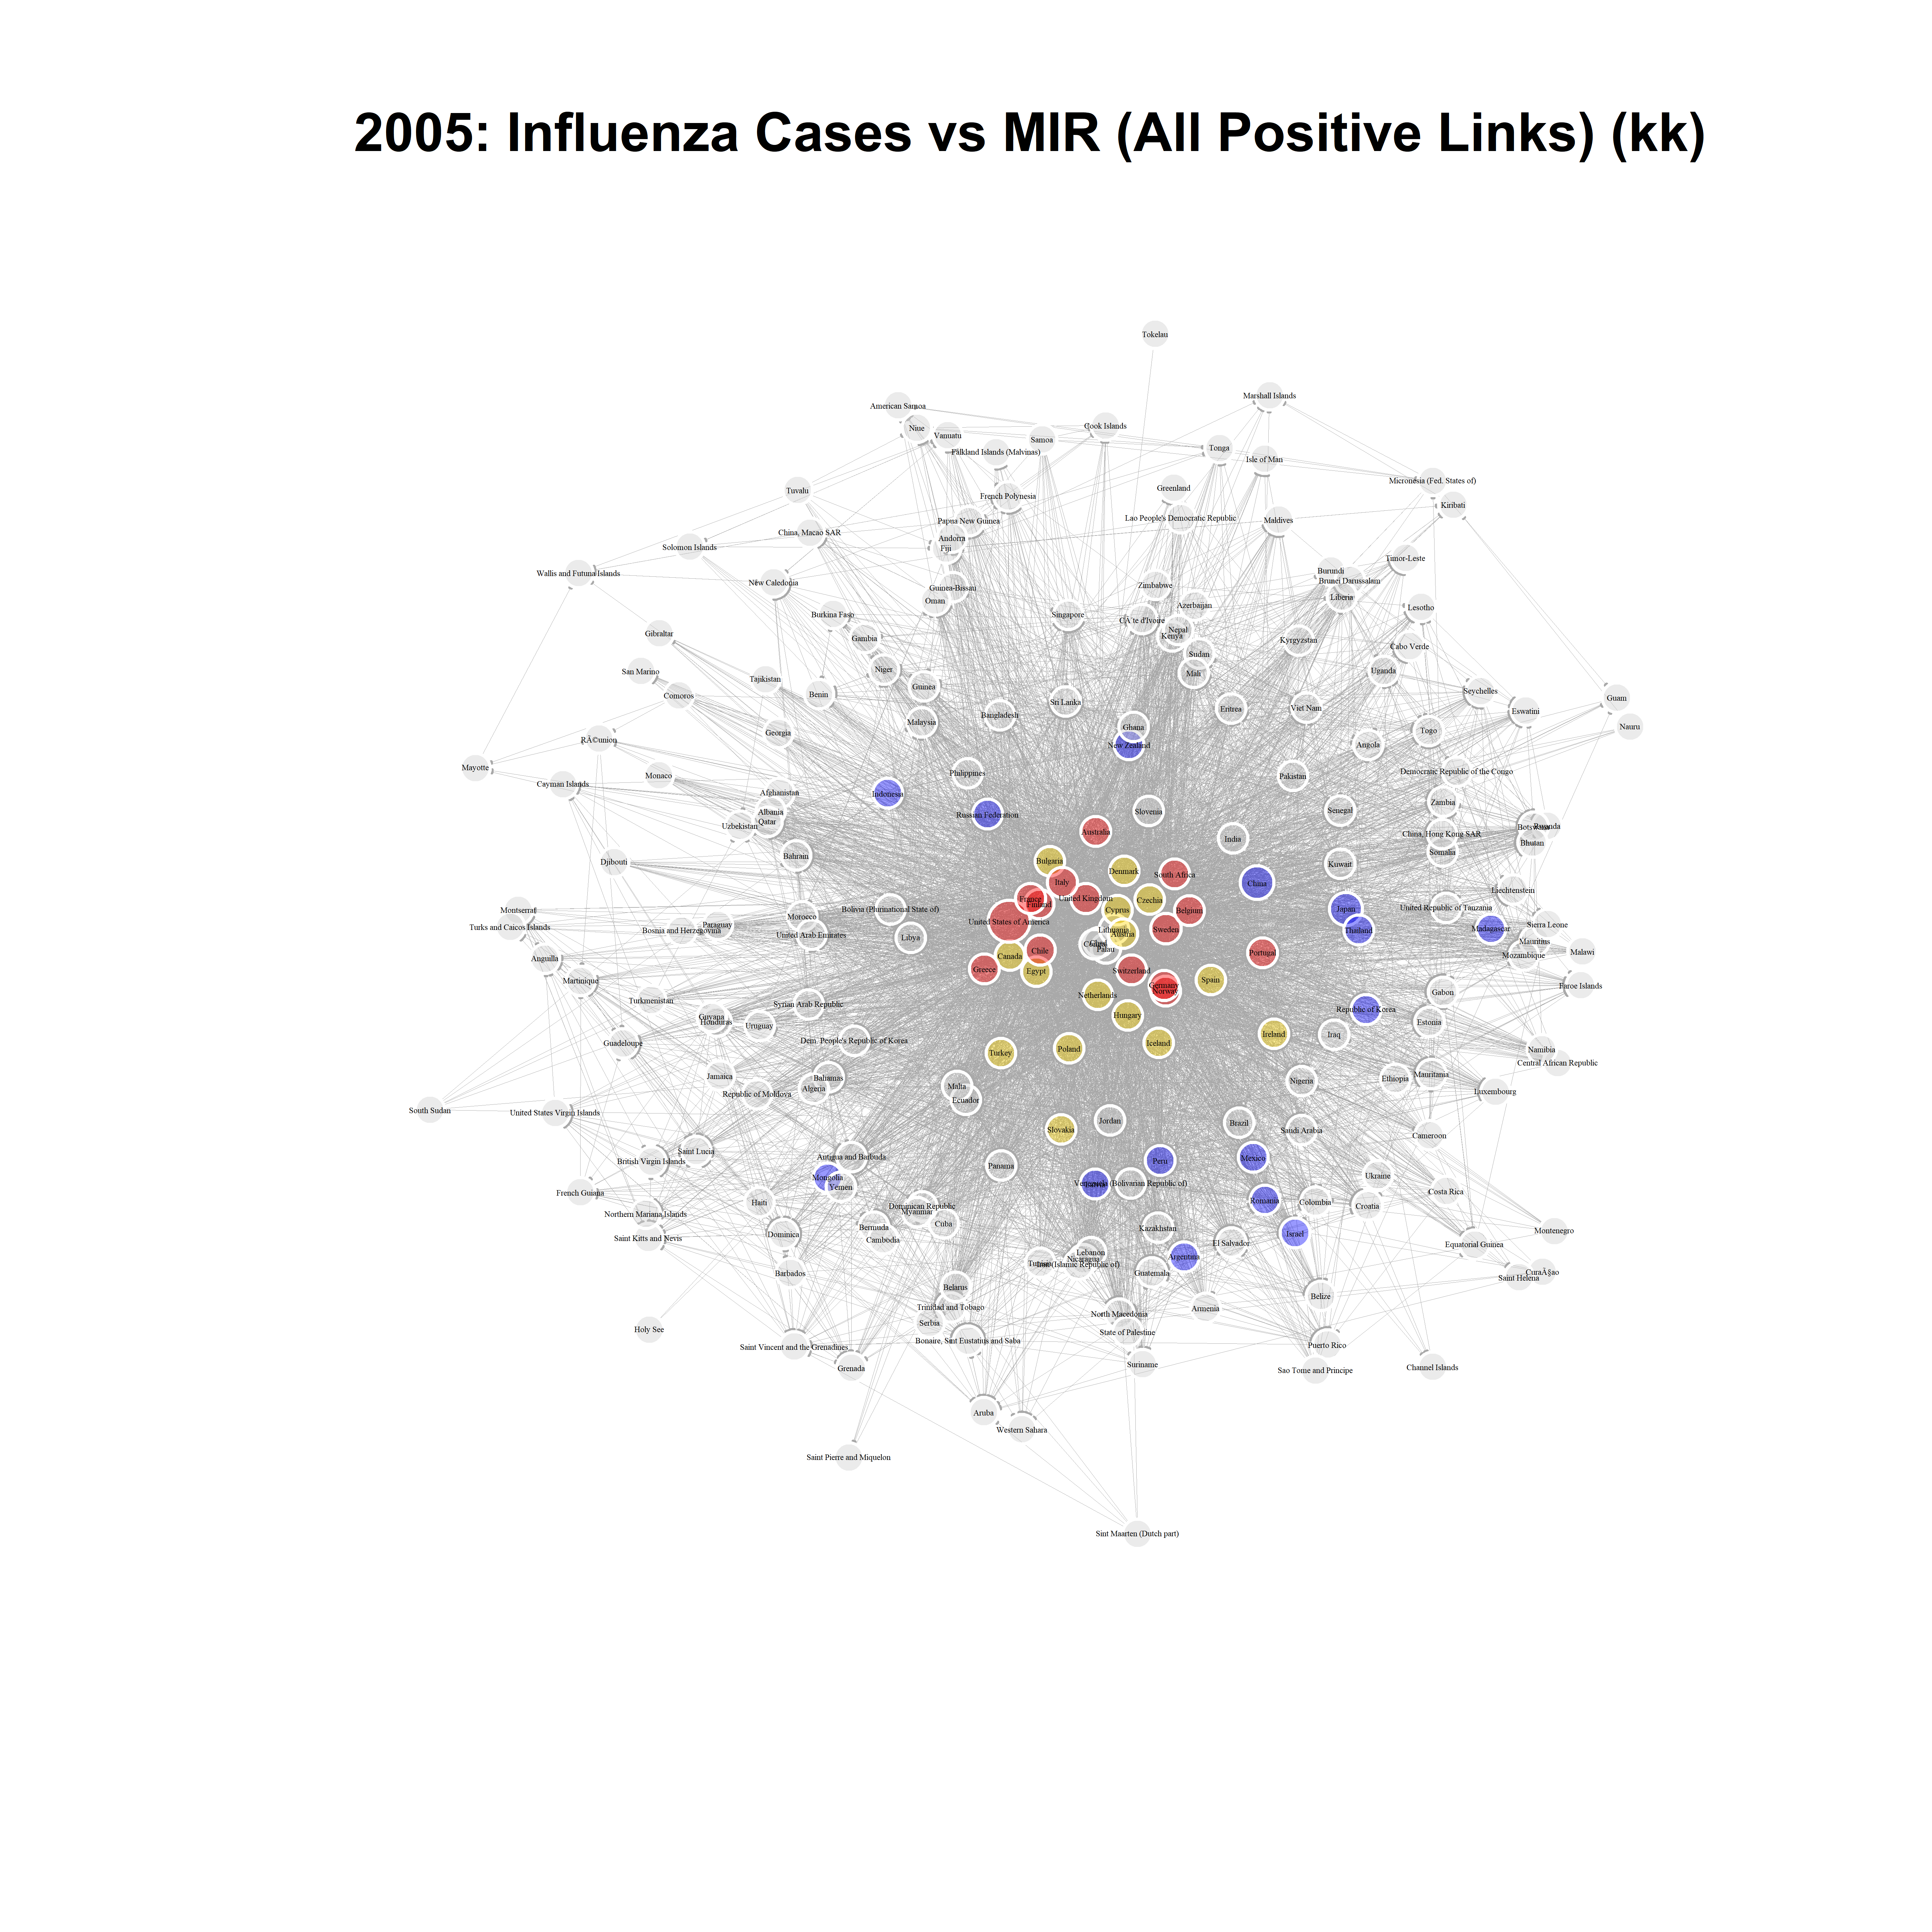 2005: Influenza Cases vs MIR (All Positive Links) (kk)
Tokelau
Marshall Islands
American Samoa
Niue
Vanuatu
Cook Islands
Samoa
Falkland Islands (Malvinas)
Tonga
Isle of Man
Micronesia (Fed. States of)
Tuvalu
Greenland
French Polynesia
Kiribati
Papua New Guinea
Lao People's Democratic Republic
Maldives
China, Macao SAR
Andorra
Fiji
Solomon Islands
Timor-Leste
Wallis and Futuna Islands
New Caledonia
Burundi
Brunei Darussalam
Guinea-Bissau
Zimbabwe
Oman
Liberia
Azerbaijan
Lesotho
Burkina Faso
Singapore
CÃ´te d'Ivoire
Gibraltar
Gambia
Nepal
Kenya
Kyrgyzstan
Cabo Verde
Sudan
San Marino
Niger
Mali
Uganda
Tajikistan
Guinea
Comoros
Benin
Seychelles
Guam
Sri Lanka
Eritrea
Viet Nam
Eswatini
Bangladesh
Malaysia
Ghana
Nauru
Georgia
Togo
RÃ©union
New Zealand
Angola
Mayotte
Monaco
Philippines
Pakistan
Democratic Republic of the Congo
Cayman Islands
Afghanistan
Indonesia
Zambia
Albania
Qatar
Russian Federation
Slovenia
Senegal
Uzbekistan
Australia
India
China, Hong Kong SAR
Botswana
Rwanda
Bhutan
Somalia
Bahrain
Djibouti
Bulgaria
Denmark
South Africa
Kuwait
Italy
China
Liechtenstein
France
Finland
United Kingdom
Czechia
Montserrat
Morocco
Bolivia (Plurinational State of)
Cyprus
Belgium
Japan
United Republic of Tanzania
Turks and Caicos Islands
Bosnia and Herzegovina
Paraguay
United States of America
Lithuania
Sweden
Thailand
Madagascar
Sierra Leone
United Arab Emirates
Libya
Austria
Mauritius
Palau
Chile
Portugal
Mozambique
Malawi
Anguilla
Canada
Egypt
Greece
Switzerland
Martinique
Spain
Germany
Norway
Faroe Islands
Gabon
Turkmenistan
Syrian Arab Republic
Netherlands
Republic of Korea
Guyana
Honduras
Uruguay
Hungary
Estonia
Guadeloupe
Dem. People's Republic of Korea
Iceland
Ireland
Iraq
Turkey
Poland
Namibia
Central African Republic
Jamaica
Bahamas
Algeria
Nigeria
Ethiopia
Mauritania
Republic of Moldova
Malta
Ecuador
Luxembourg
South Sudan
United States Virgin Islands
Jordan
Brazil
Slovakia
Saudi Arabia
Cameroon
Saint Lucia
British Virgin Islands
Antigua and Barbuda
Panama
Peru
Mexico
Mongolia
Yemen
Ukraine
Venezuela (Bolivarian Republic of)
French Guiana
Costa Rica
Haiti
Romania
Colombia
Croatia
Dominican Republic
Myanmar
Northern Mariana Islands
Cuba
Bermuda
Kazakhstan
Montenegro
Saint Kitts and Nevis
Dominica
Cambodia
Israel
El Salvador
Equatorial Guinea
Lebanon
Nicaragua
Argentina
Iran (Islamic Republic of)
Barbados
Guatemala
CuraÃ§ao
Saint Helena
Belarus
Belize
Trinidad and Tobago
Armenia
North Macedonia
Serbia
Holy See
State of Palestine
Bonaire, Sint Eustatius and Saba
Saint Vincent and the Grenadines
Puerto Rico
Grenada
Suriname
Sao Tome and Principe
Channel Islands
Aruba
Western Sahara
Saint Pierre and Miquelon
Sint Maarten (Dutch part)